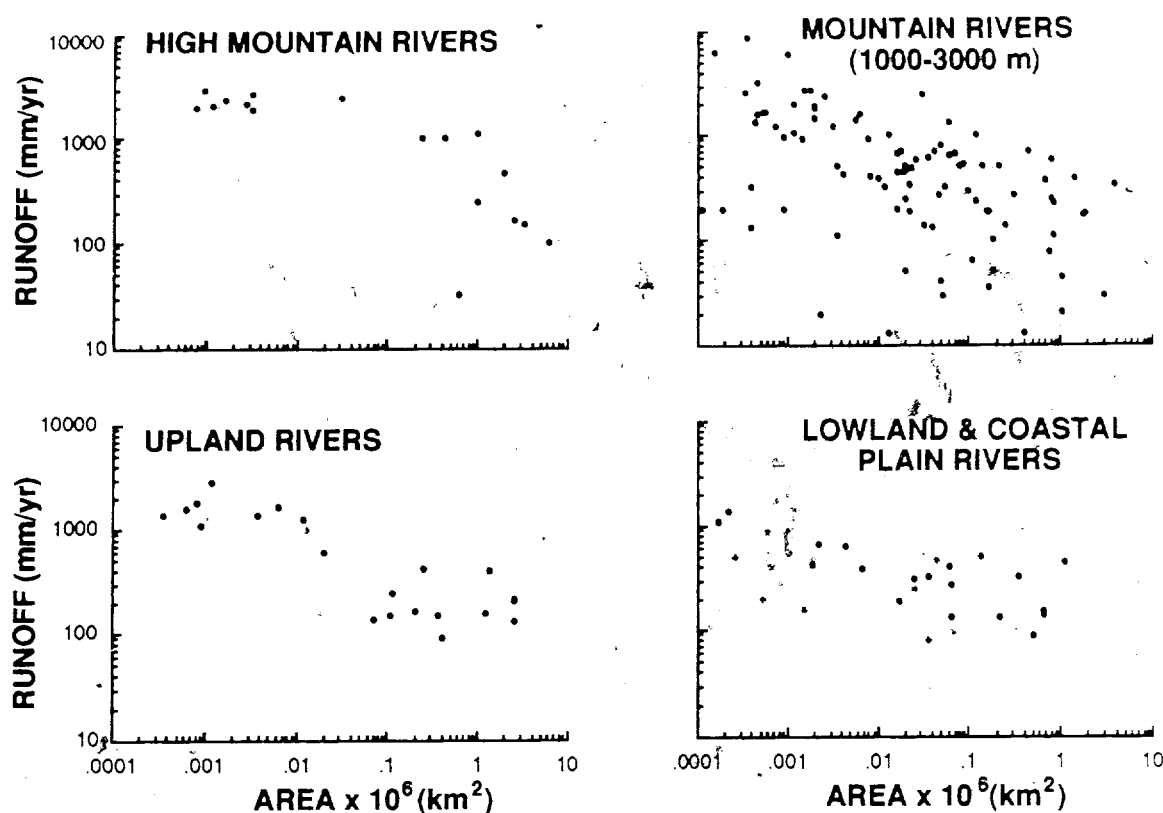 HIGH MOUNTAIN RIVERS
RUNOFF (mm/yr)
10000
1000
100
10
MOUNTAIN RIVERS
(1000-3000 m)
UPLAND RIVERS
RUNOFF (mm/yr)
10000
1000
100
10
.0001 .001 .01 .1 1 10
AREA x 10⁶ (km²)
LOWLAND & COASTAL
PLAIN RIVERS
.0001 .001 .01 .1 1 10
AREA x 10⁶ (km²)